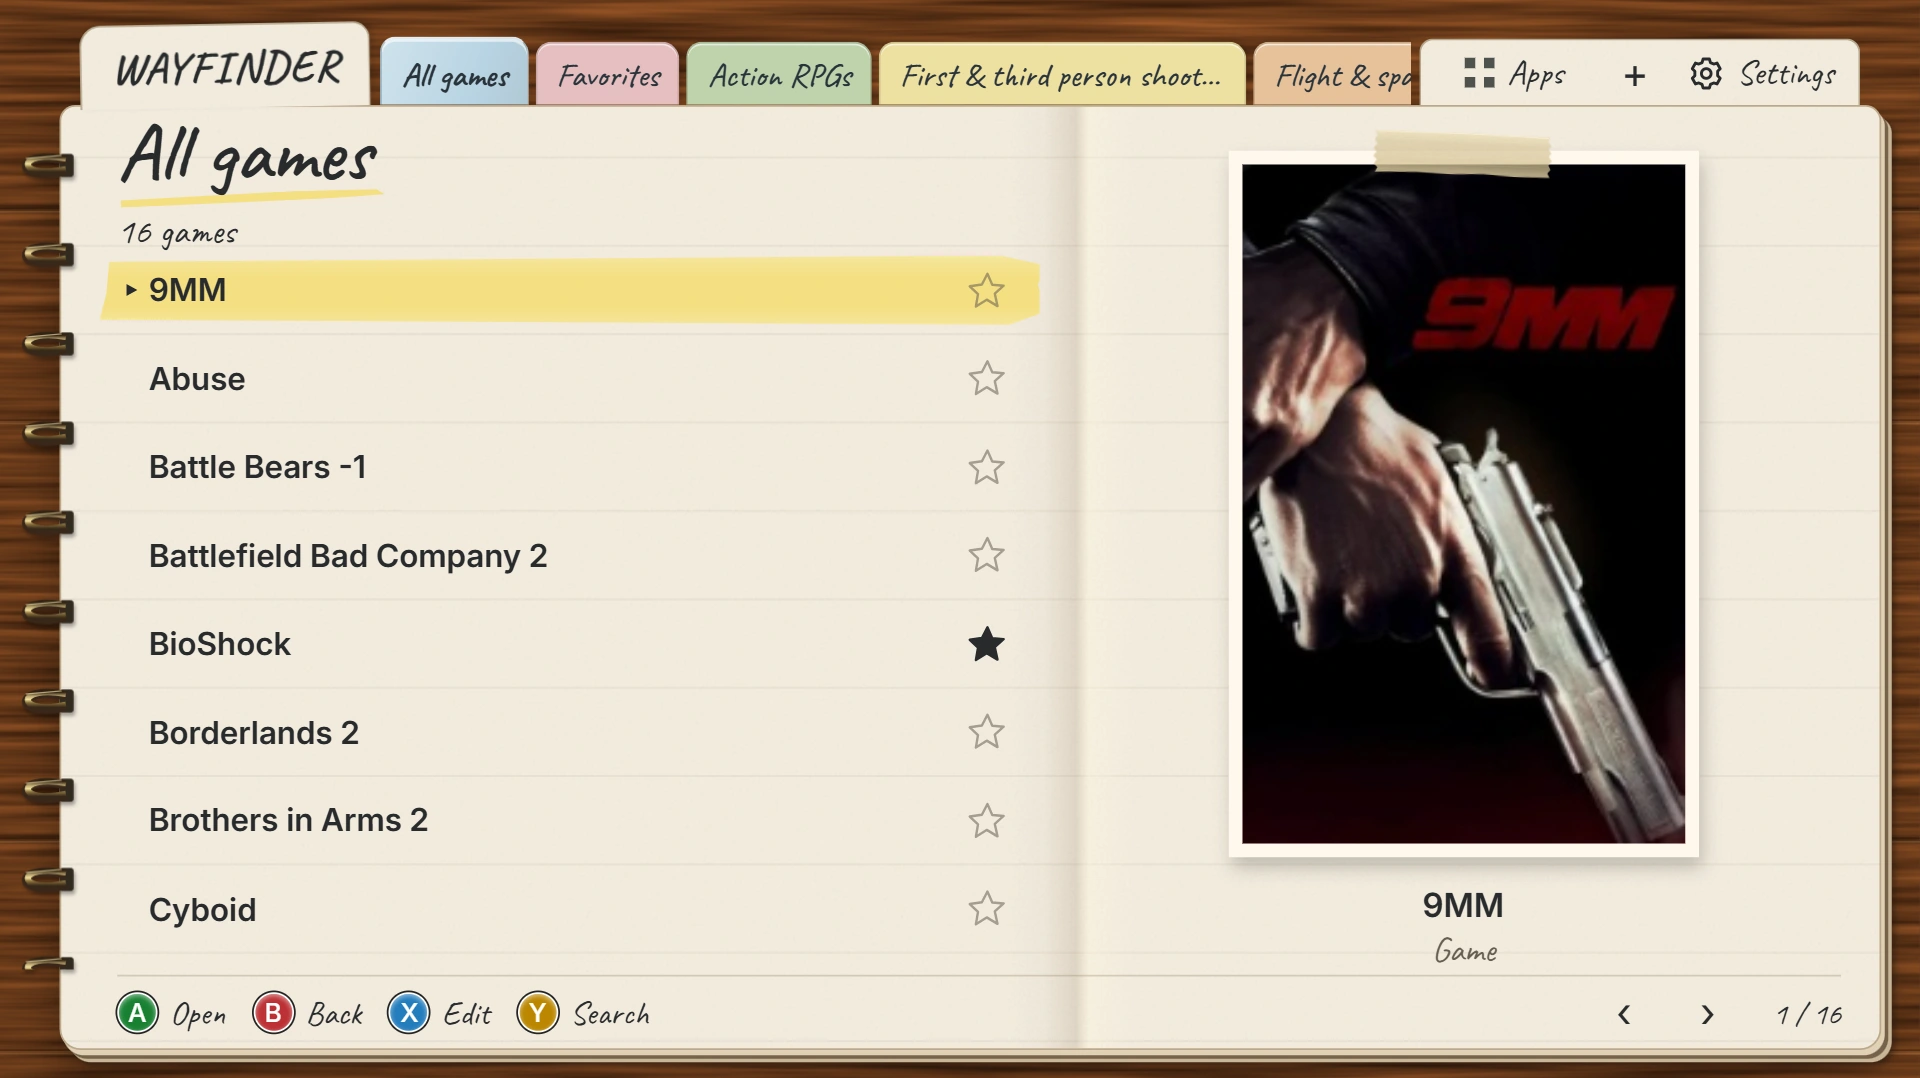 WAYFINDER
All games
Favorites
Action RPGs
First & third person shoot...
Flight & spa
Apps
+
Settings
All games
16 games
9MM
Abuse
Battle Bears -1
Battlefield Bad Company 2
BioShock
Borderlands 2
Brothers in Arms 2
Cyboid
9MM
9MM
Game
A Open
B Back
X Edit
Y Search
‹ › 1 / 16